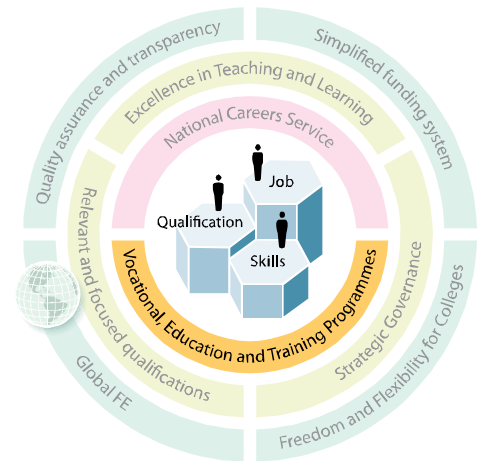 Quality assurance and transparency
Simplified funding system
Excellence in Teaching and Learning
National Careers Service
Job
Qualification
Skills
Relevant and focused qualifications
Vocational, Education and Training Programmes
Strategic Governance
Global FE
Freedom and Flexibility for Colleges